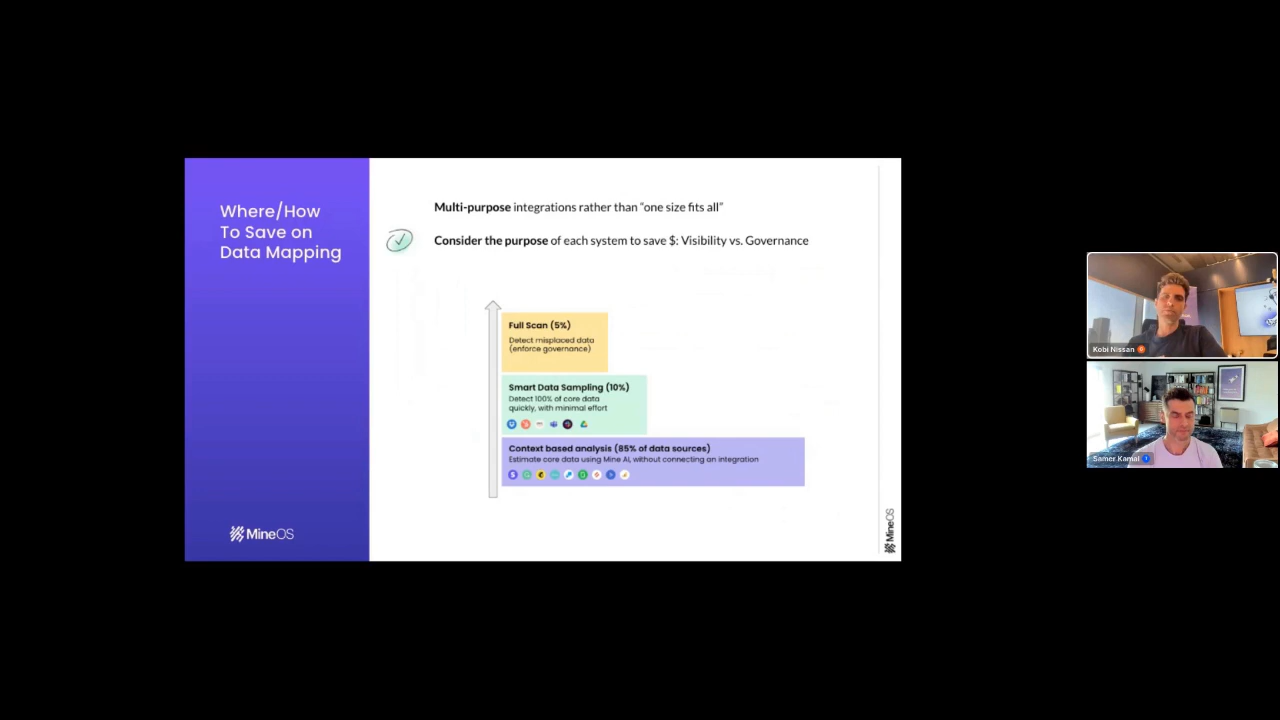 Where/How
To Save on
Data Mapping
Multi-purpose integrations rather than “one size fits all”
Consider the purpose of each system to save $: Visibility vs. Governance
Full Scan (5%)
Detect misplaced data
(enforce governance)
Smart Data Sampling (10%)
Detect 100% of core data
quickly, with minimal effort
Context based analysis (85% of data sources)
Estimate core data using Mine AI, without connecting an integration
MineOS
MineOS
Kobi Nissan
Samer Kamal